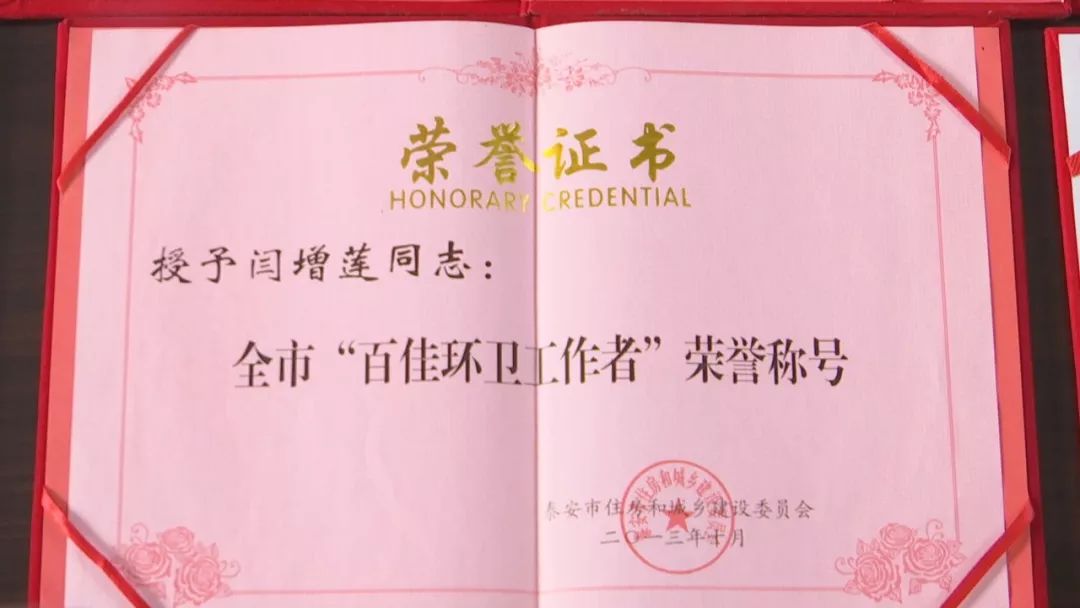 荣誉证书
HONORARY CREDENTIAL
授予闫增莲同志：
全市“百佳环卫工作者”荣誉称号
泰安市住房和城乡建设委员会
二〇一三年十月